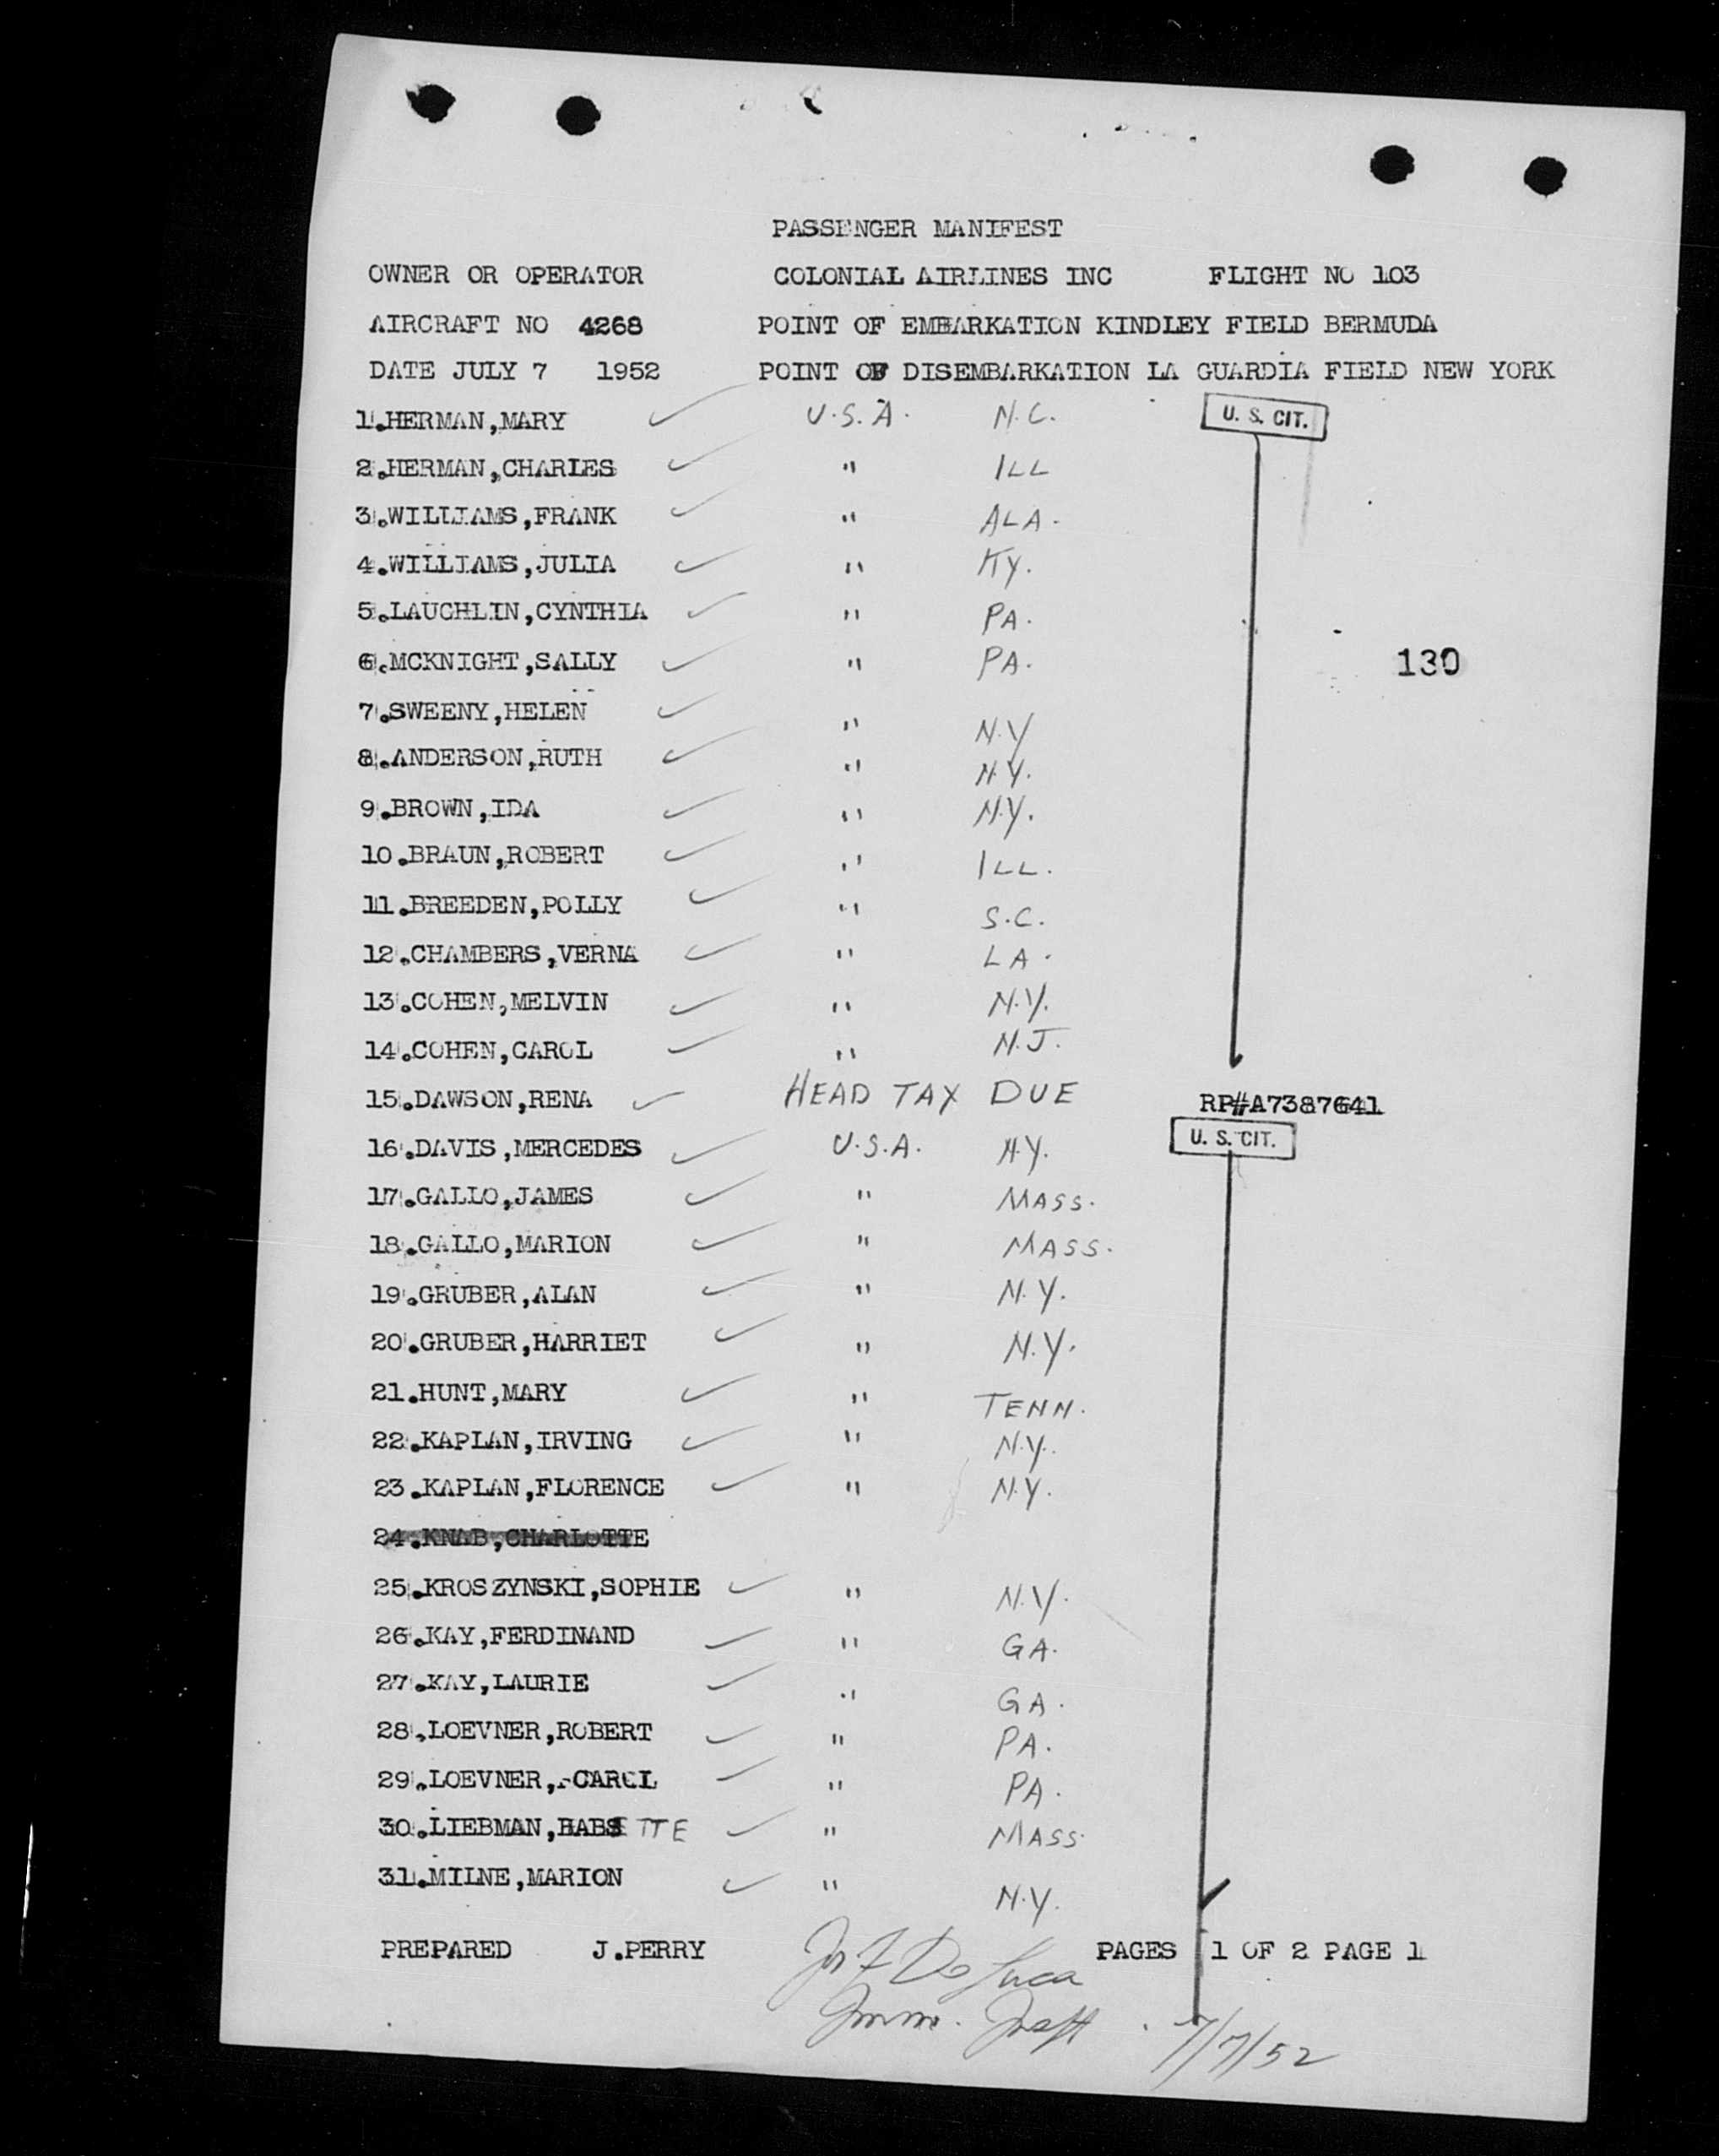 PASSENGER MANIFEST
OWNER OR OPERATOR COLONIAL AIRLINES INC FLIGHT NO 103
AIRCRAFT NO 4268 POINT OF EMBARKATION KINDLEY FIELD BERMUDA
DATE JULY 7 1952 POINT OF DISEMBARKATION LA GUARDIA FIELD NEW YORK
1.HERMAN,MARY U.S.A. N.C. U. S. CIT.
2.HERMAN,CHARLES " ILL
3.WILLIAMS,FRANK " ALA.
4.WILLIAMS,JULIA " KY.
5.LAUCHLIN,CYNTHIA " PA.
6.MCKNIGHT,SALLY " PA. 130
7.SWEENY,HELEN " N.Y
8.ANDERSON,RUTH " N.Y.
9.BROWN,IDA " N.Y.
10.BRAUN,ROBERT " ILL.
11.BREEDEN,POLLY " S.C.
12.CHAMBERS,VERNA " LA.
13.COHEN,MELVIN " N.Y.
14.COHEN,CAROL " N.J.
15.DAWSON,RENA HEAD TAX DUE RP#A7387641
16.DAVIS,MERCEDES U.S.A. N.Y. U. S. CIT.
17.GALLO,JAMES " MASS.
18.GALLO,MARION " MASS.
19.GRUBER,ALAN " N.Y.
20.GRUBER,HARRIET " N.Y.
21.HUNT,MARY " TENN.
22.KAPLAN,IRVING " N.Y.
23.KAPLAN,FLORENCE " N.Y.
24.KNAB,CHARLOTTE
25.KROSZYNSKI,SOPHIE " N.Y.
26.KAY,FERDINAND " GA.
27.KAY,LAURIE " GA.
28.LOEVNER,ROBERT " PA.
29.LOEVNER,CAROL " PA.
30.LIEBMAN,BABETTE " MASS.
31.MILNE,MARION " N.Y.
PREPARED J.PERRY PAGES 1 OF 2 PAGE 1
De Luca
Imm. 7/7/52